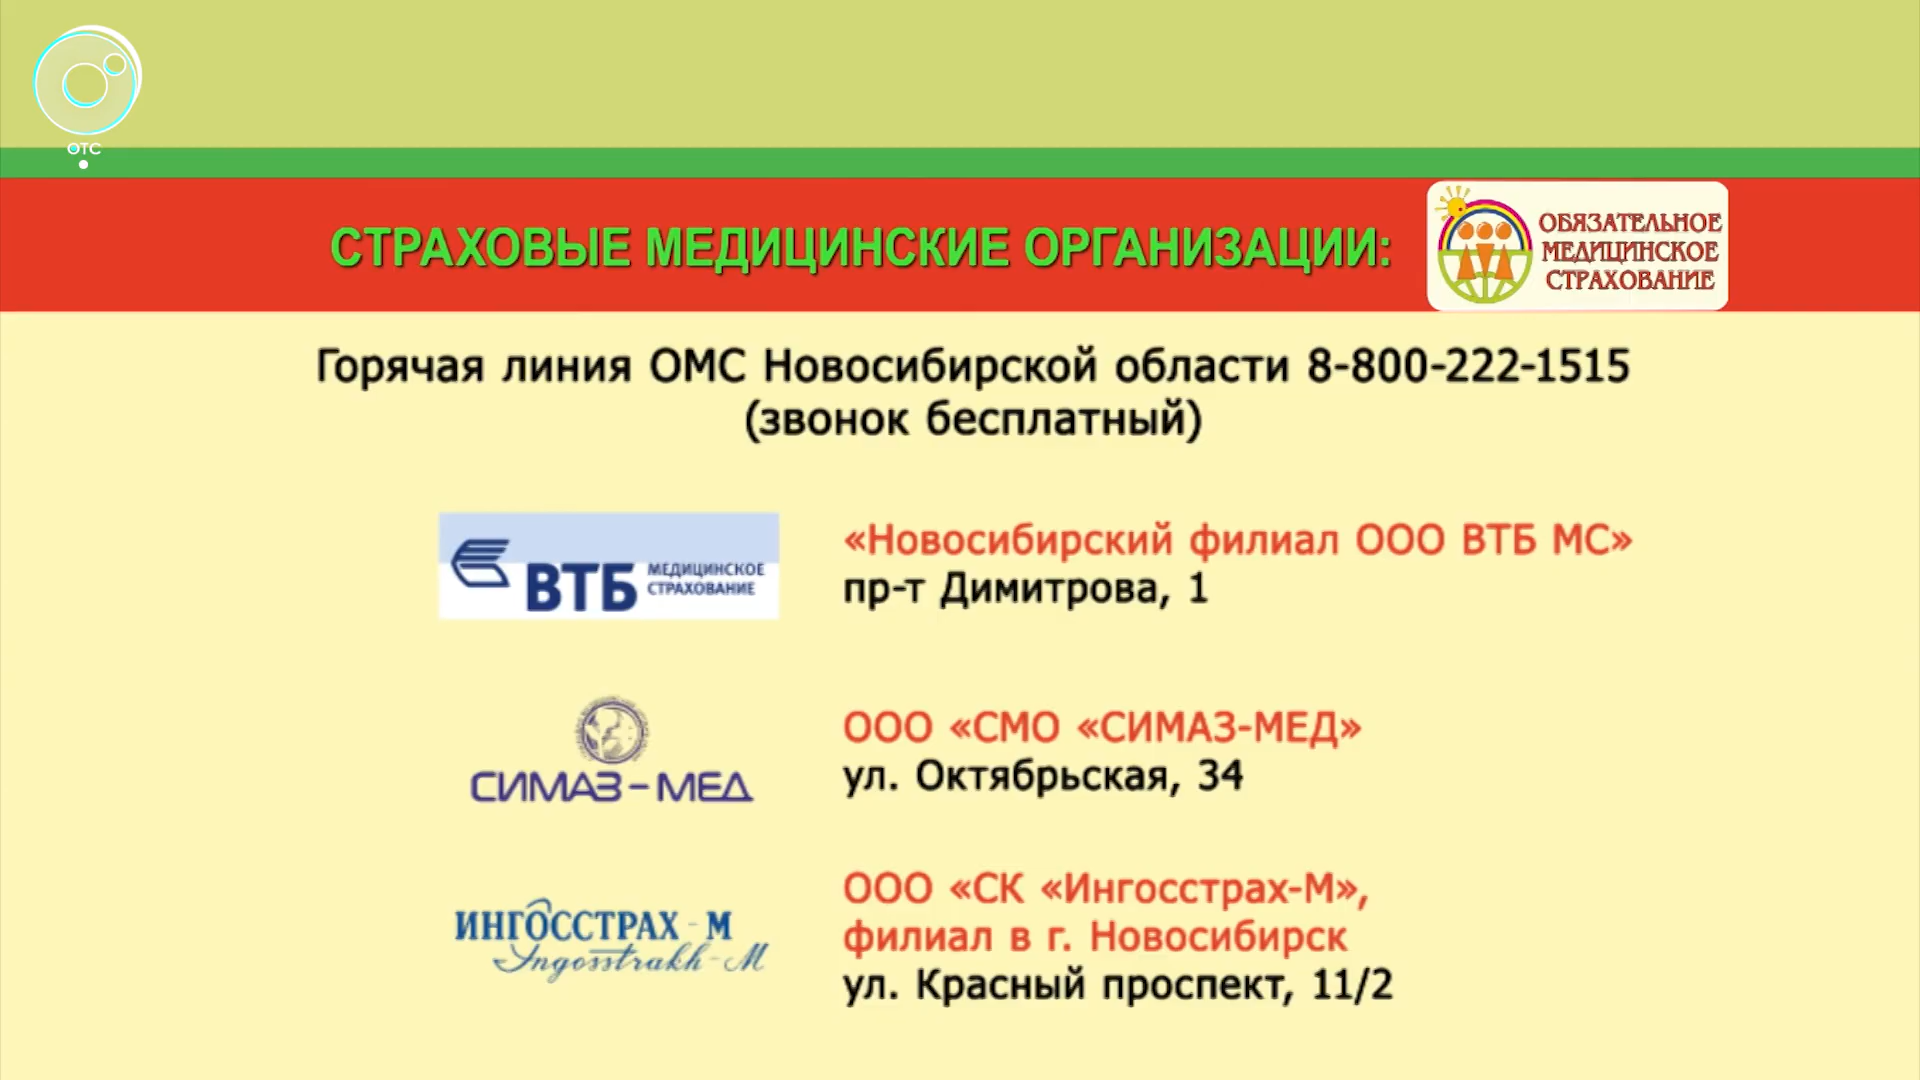 ОТС
СТРАХОВЫЕ МЕДИЦИНСКИЕ ОРГАНИЗАЦИИ:
ОБЯЗАТЕЛЬНОЕ
МЕДИЦИНСКОЕ
СТРАХОВАНИЕ
Горячая линия ОМС Новосибирской области 8-800-222-1515
(звонок бесплатный)
ВТБ
МЕДИЦИНСКОЕ
СТРАХОВАНИЕ
«Новосибирский филиал ООО ВТБ МС»
пр-т Димитрова, 1
СИМАЗ-МЕД
ООО «СМО «СИМАЗ-МЕД»
ул. Октябрьская, 34
ИНГОССТРАХ-М
Ingosstrakh-M
ООО «СК «Ингосстрах-М»,
филиал в г. Новосибирск
ул. Красный проспект, 11/2